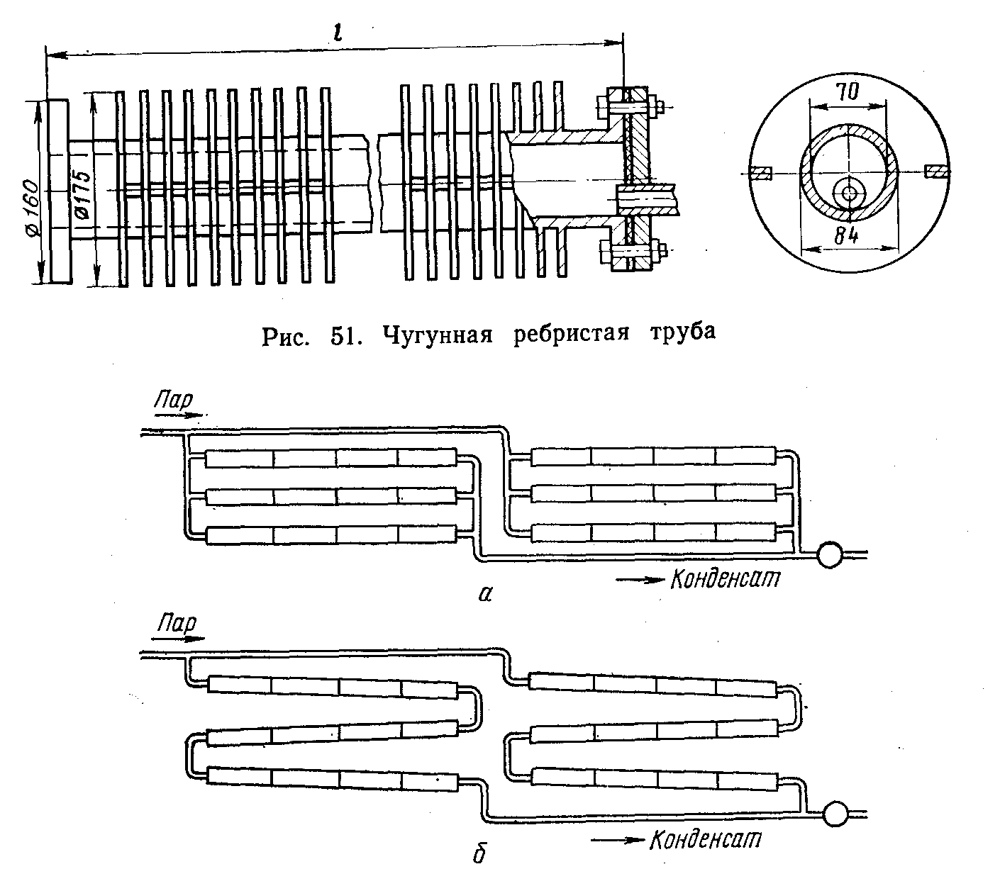 l
70
ø160
ø175
84
Рис. 51. Чугунная ребристая труба
Пар
Конденсат
а
Пар
Конденсат
б